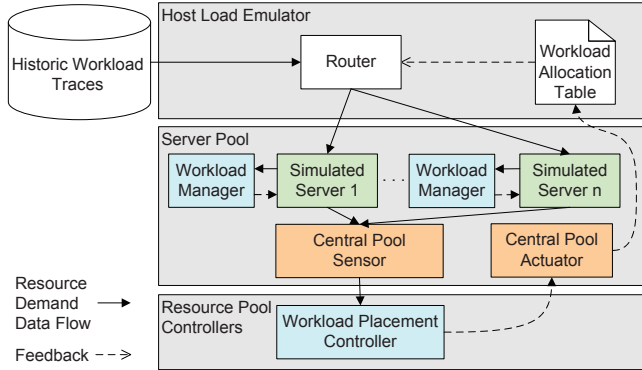 Host Load Emulator
Historic Workload
Traces
Router
Workload
Allocation
Table
Server Pool
Workload
Manager
Simulated
Server 1
. . .
Workload
Manager
Simulated
Server n
Central Pool
Sensor
Central Pool
Actuator
Resource
Demand
Data Flow
Feedback
Resource Pool
Controllers
Workload Placement
Controller